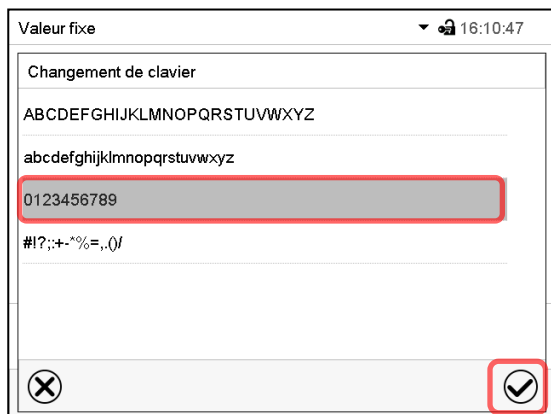 Valeur fixe 16:10:47
Changement de clavier
ABCDEFGHIJKLMNOPQRSTUVWXYZ
abcdefghijklmnopqrstuvwxyz
0123456789
#!?;:+-*%=,.()/